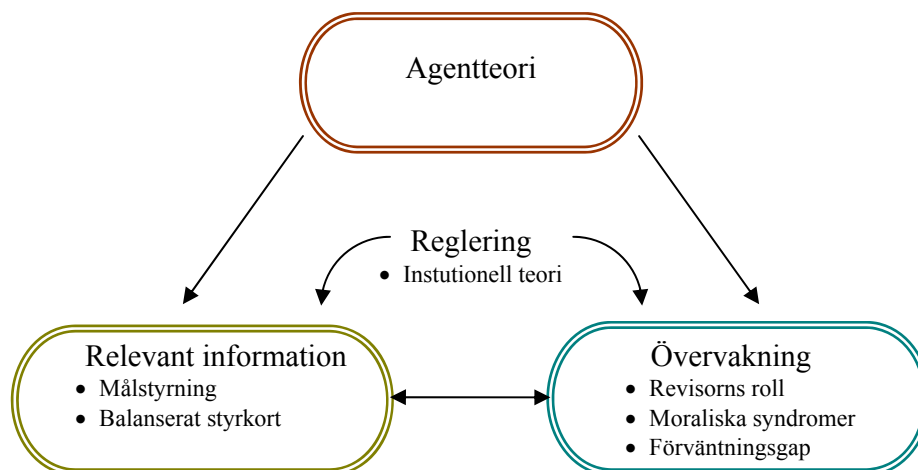 Agentteori
Reglering
• Instutionell teori
Relevant information
• Målstyrning
• Balanserat styrkort
Övervakning
• Revisorns roll
• Moraliska syndromer
• Förväntningsgap